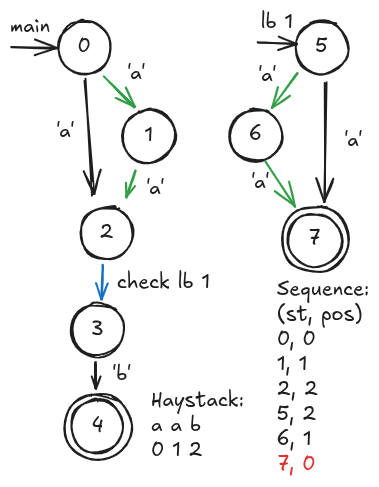 main
0
'a'
1
'a'
'a'
2
check lb 1
3
'b'
4
lb 1
5
'a'
6
'a'
'a'
7
Haystack:
a a b
0 1 2
Sequence:
(st, pos)
0, 0
1, 1
2, 2
5, 2
6, 1
7, 0